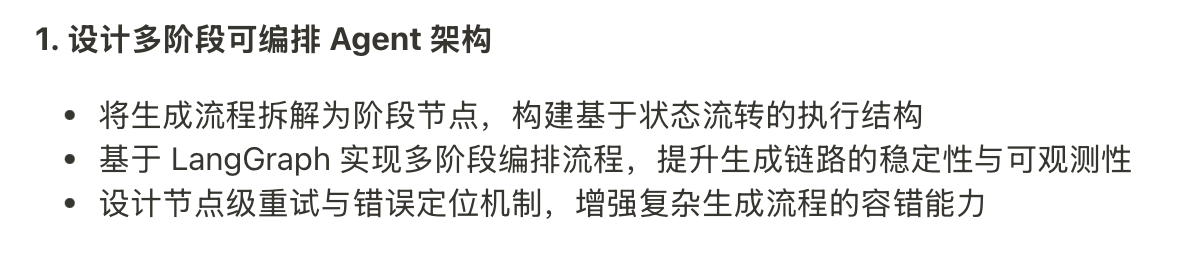 1. 设计多阶段可编排 Agent 架构
• 将生成流程拆解为阶段节点，构建基于状态流转的执行结构
• 基于 LangGraph 实现多阶段编排流程，提升生成链路的稳定性与可观测性
• 设计节点级重试与错误定位机制，增强复杂生成流程的容错能力